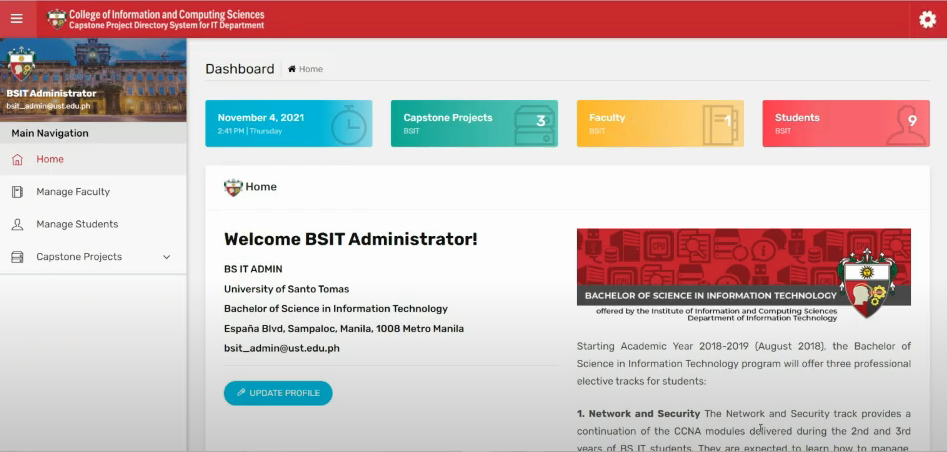 College of Information and Computing Sciences
Capstone Project Directory System for IT Department
BSIT Administrator
bsit_admin@ust.edu.ph
Main Navigation
Home
Manage Faculty
Manage Students
Capstone Projects
Dashboard Home
November 4, 2021
2:41 PM | Thursday
Capstone Projects 3
BSIT
Faculty 1
BSIT
Students 9
BSIT
Home
Welcome BSIT Administrator!
BS IT ADMIN
University of Santo Tomas
Bachelor of Science in Information Technology
España Blvd, Sampaloc, Manila, 1008 Metro Manila
bsit_admin@ust.edu.ph
UPDATE PROFILE
BACHELOR OF SCIENCE IN INFORMATION TECHNOLOGY
offered by the Institute of Information and Computing Sciences
Department of Information Technology
Starting Academic Year 2018-2019 (August 2018), the Bachelor of
Science in Information Technology program will offer three professional
elective tracks for students:
1. Network and Security The Network and Security track provides a
continuation of the CCNA modules delivered during the 2nd and 3rd
years of BS IT students. They are expected to learn how to manage,